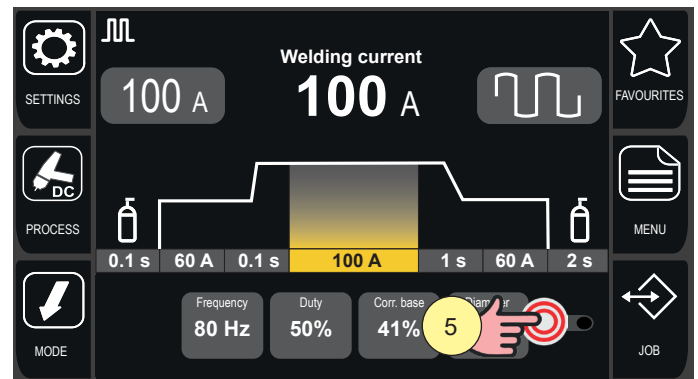 SETTINGS
PROCESS
DC
MODE
Welding current
100 A
100 A
0.1 s 60 A 0.1 s 100 A 1 s 60 A 2 s
Frequency
80 Hz
Duty
50%
Corr. base
41%
5
FAVOURITES
MENU
JOB